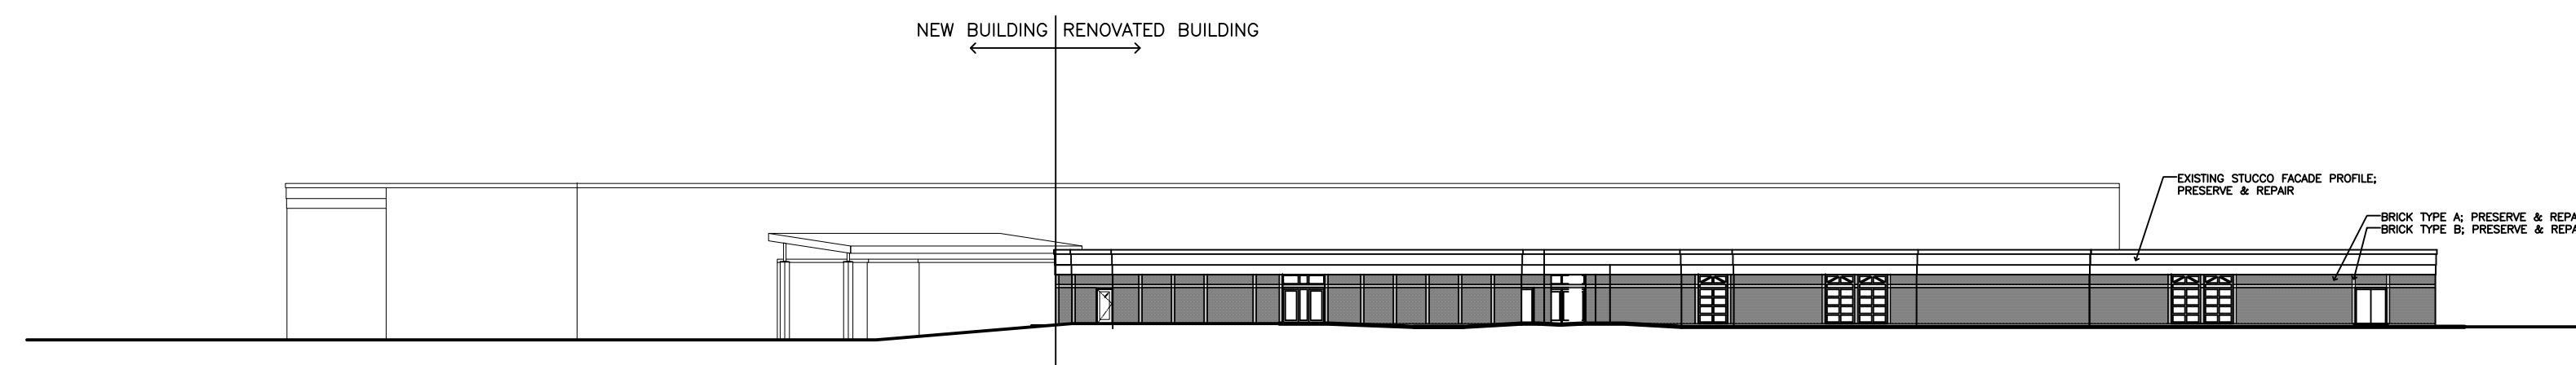 NEW BUILDING RENOVATED BUILDING
EXISTING STUCCO FACADE PROFILE;
PRESERVE & REPAIR
BRICK TYPE A; PRESERVE & REPA
BRICK TYPE B; PRESERVE & REPA